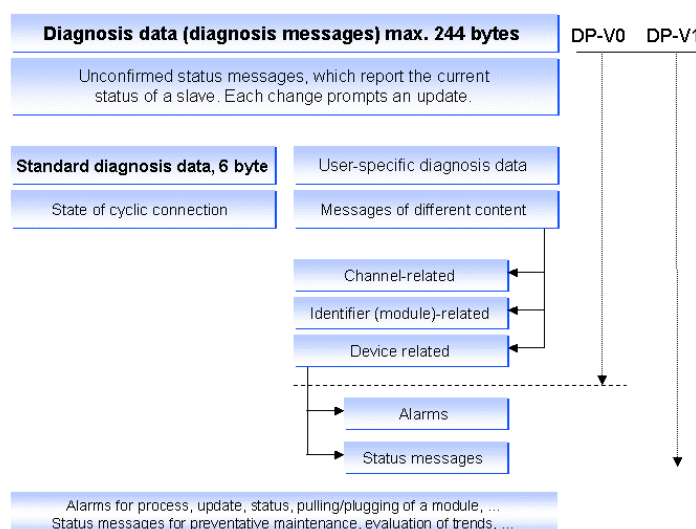 Diagnosis data (diagnosis messages) max. 244 bytes
DP-V0 DP-V1
Unconfirmed status messages, which report the current
status of a slave. Each change prompts an update.
Standard diagnosis data, 6 byte
User-specific diagnosis data
State of cyclic connection
Messages of different content
Channel-related
Identifier (module)-related
Device related
Alarms
Status messages
Alarms for process, update, status, pulling/plugging of a module, ...
Status messages for preventative maintenance, evaluation of trends, ...